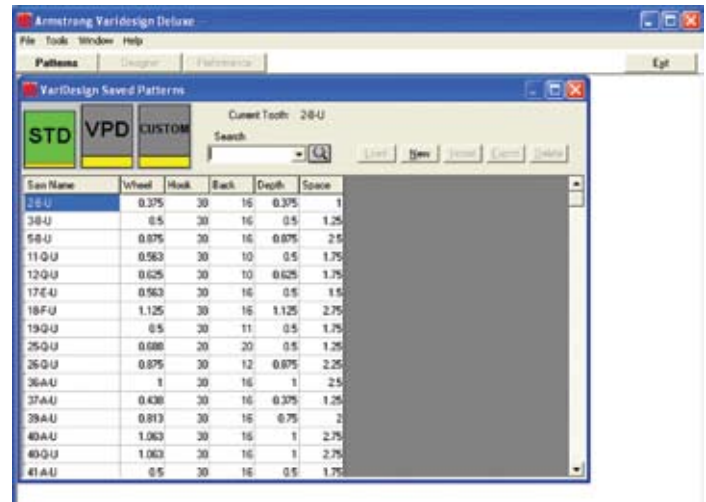 Armstrong Varidesign Deluxe
File Tools Window Help
Patterns Designer Performance Exit
VariDesign Saved Patterns
STD VPD CUSTOM
Current Tooth: 2-8-U
Search
Load New Install Export Delete
Saw Name Wheel Hook Back Depth Space
2-8-U 0.375 30 16 0.375 1
3-8-U 0.5 30 16 0.5 1.25
5-8-U 0.875 30 16 0.875 2.5
11-Q-U 0.563 30 10 0.5 1.75
12-Q-U 0.625 30 10 0.625 1.75
17-E-U 0.563 30 16 0.5 1.5
18-F-U 1.125 30 16 1.125 2.75
19-Q-U 0.5 30 11 0.5 1.75
25-Q-U 0.688 20 20 0.5 1.25
26-Q-U 0.875 30 12 0.875 2.25
36-A-U 1 30 16 1 2.5
37-A-U 0.438 30 16 0.375 1.25
39-A-U 0.813 30 16 0.75 2
40-A-U 1.063 30 16 1 2.75
40-Q-U 1.063 30 16 1 2.75
41-A-U 0.5 30 16 0.5 1.75